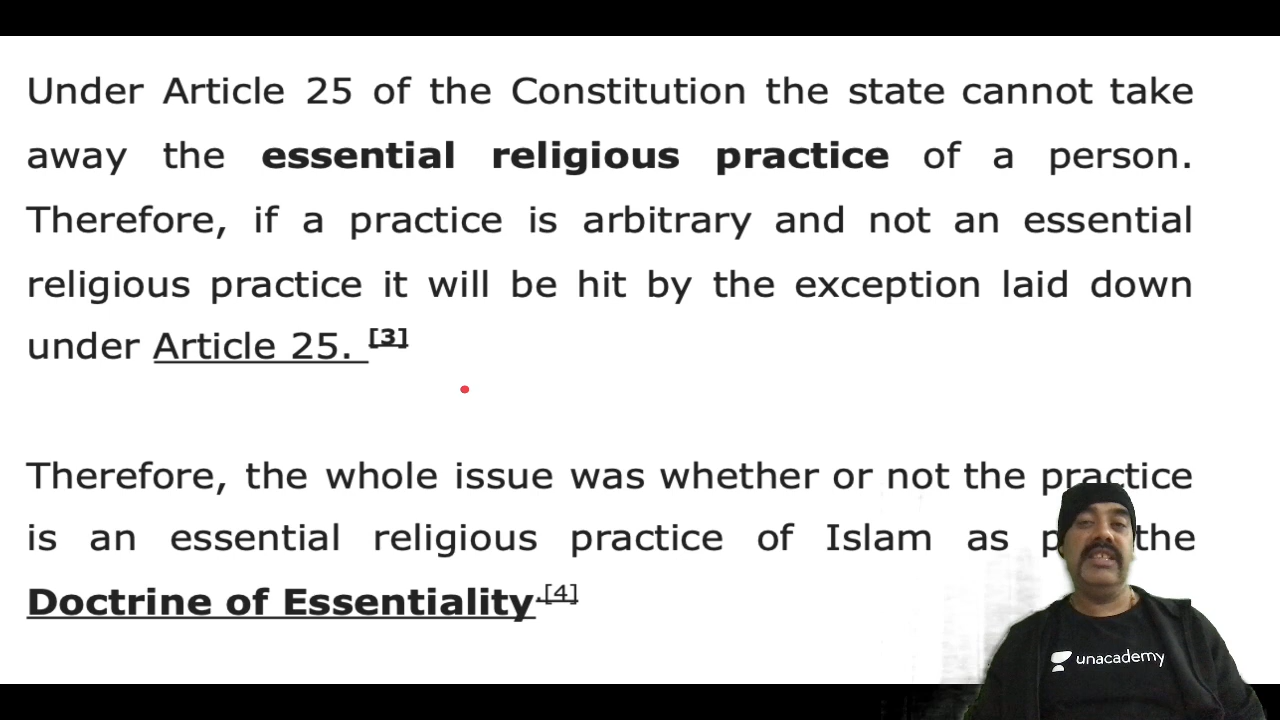 Under Article 25 of the Constitution the state cannot take
away the essential religious practice of a person.
Therefore, if a practice is arbitrary and not an essential
religious practice it will be hit by the exception laid down
under Article 25. [3]
Therefore, the whole issue was whether or not the practice
is an essential religious practice of Islam as the
Doctrine of Essentiality.[4]
unacademy